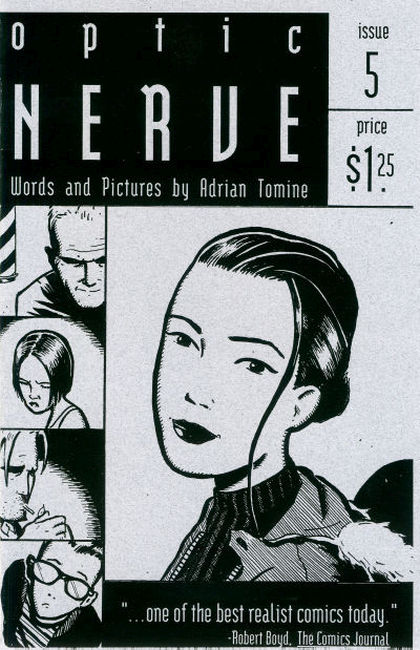 optic
NERVE
Words and Pictures by Adrian Tomine
issue
5
price
$1.25
"...one of the best realist comics today."
-Robert Boyd, The Comics Journal